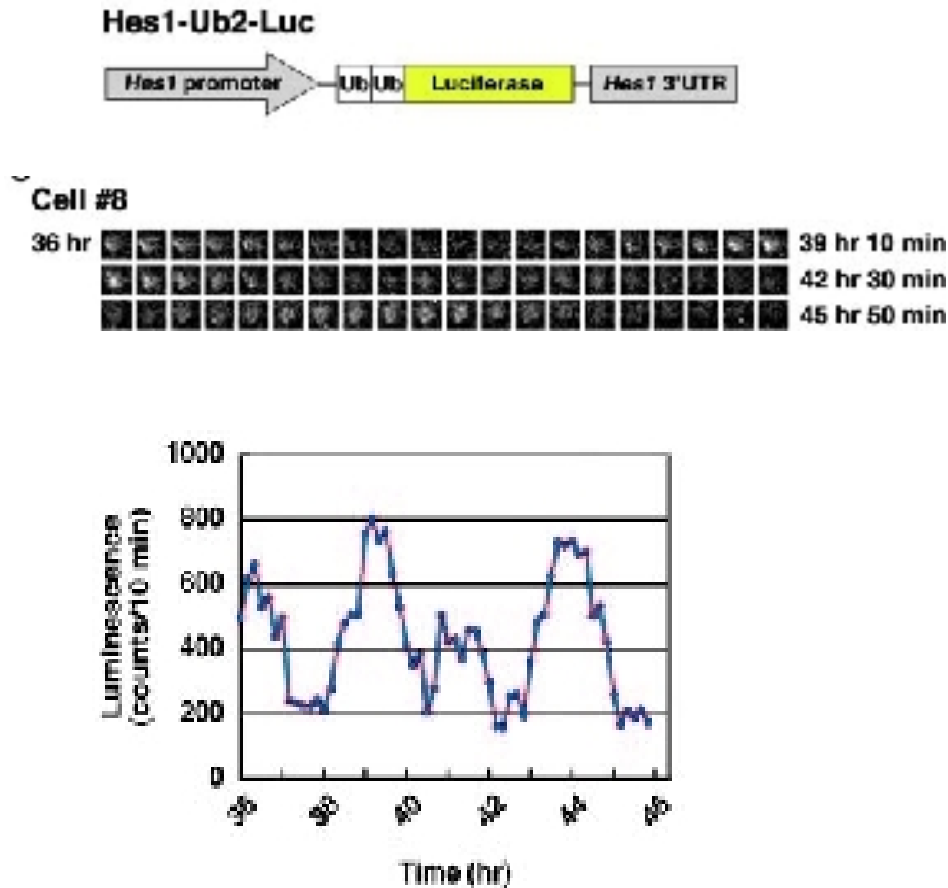 Hes1-Ub2-Luc
Hes1 promoter Ub Ub Luciferase Hes1 3'UTR
Cell #8
36 hr 39 hr 10 min
42 hr 30 min
45 hr 50 min
1000
800
600
400
200
0
Luminescence
(counts/10 min)
36 38 40 42 44 46
Time (hr)